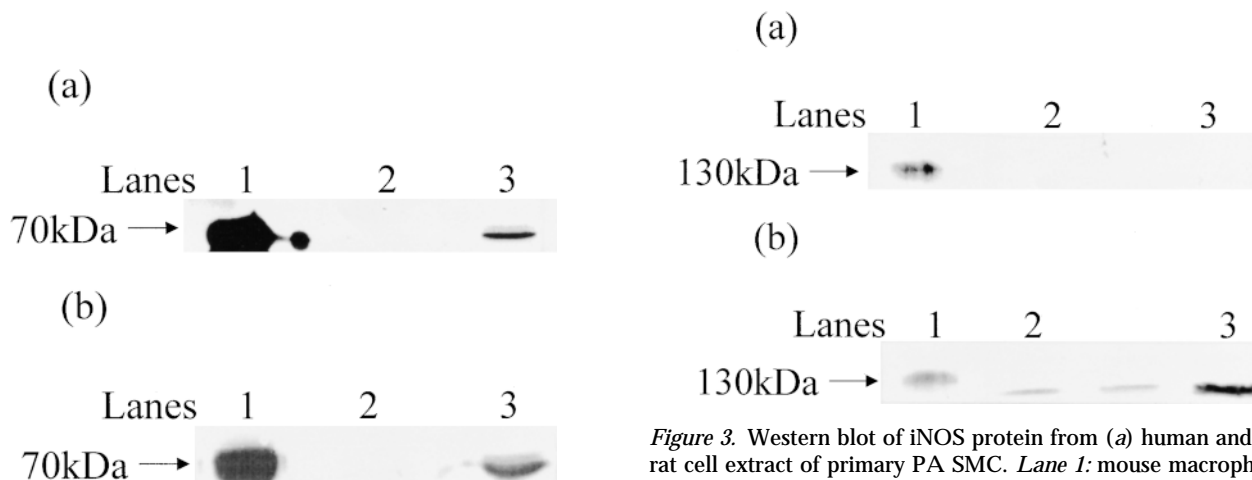 (a)
Lanes 1 2 3
70kDa
(b)
Lanes 1 2 3
70kDa
(a)
Lanes 1 2 3
130kDa
(b)
Lanes 1 2 3
130kDa
Figure 3. Western blot of iNOS protein from (a) human and
rat cell extract of primary PA SMC. Lane 1: mouse macroph